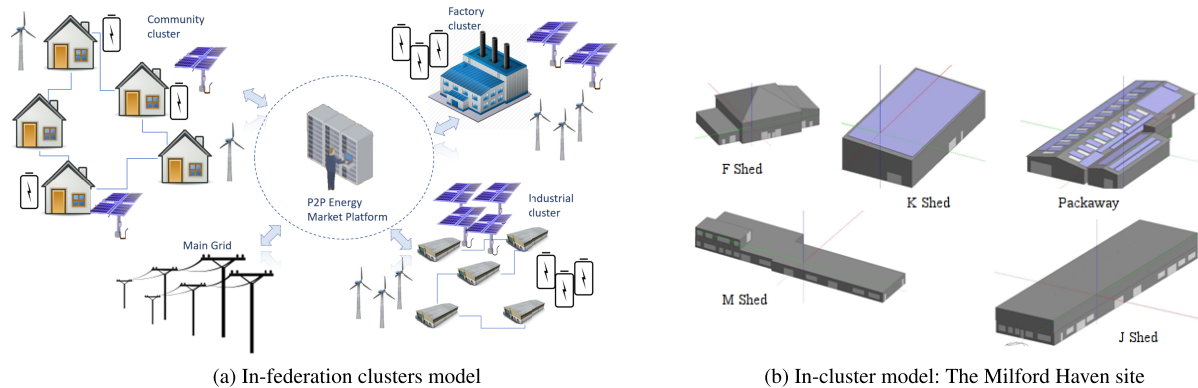 Community
cluster
Factory
cluster
P2P Energy
Market Platform
Industrial
cluster
Main Grid
(a) In-federation clusters model
F Shed
K Shed
Packaway
M Shed
J Shed
(b) In-cluster model: The Milford Haven site